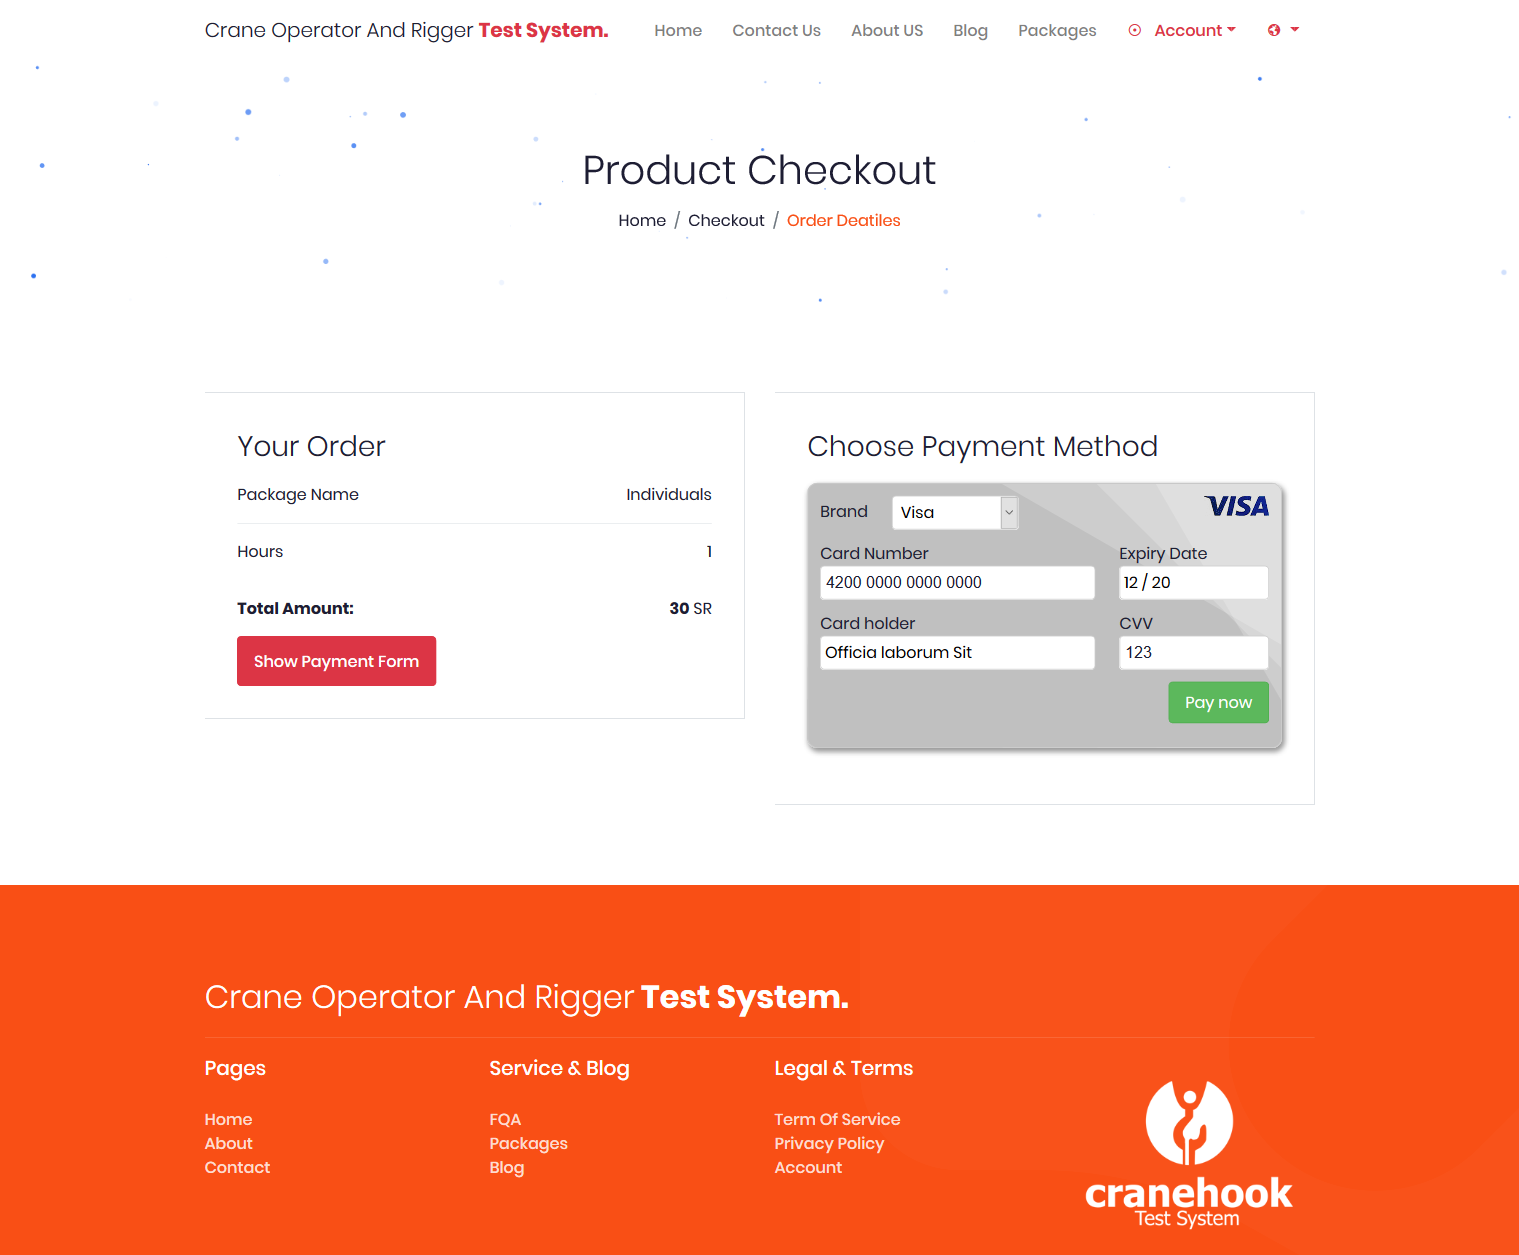 Crane Operator And Rigger Test System.
Home
Contact Us
About US
Blog
Packages
Account
Product Checkout
Home / Checkout / Order Deatiles
Your Order
Package Name Individuals
Hours 1
Total Amount: 30 SR
Show Payment Form
Choose Payment Method
Brand Visa
VISA
Card Number Expiry Date
4200 0000 0000 0000 12 / 20
Card holder CVV
Officia laborum Sit 123
Pay now
Crane Operator And Rigger Test System.
Pages
Home
About
Contact
Service & Blog
FQA
Packages
Blog
Legal & Terms
Term Of Service
Privacy Policy
Account
cranehook
Test System